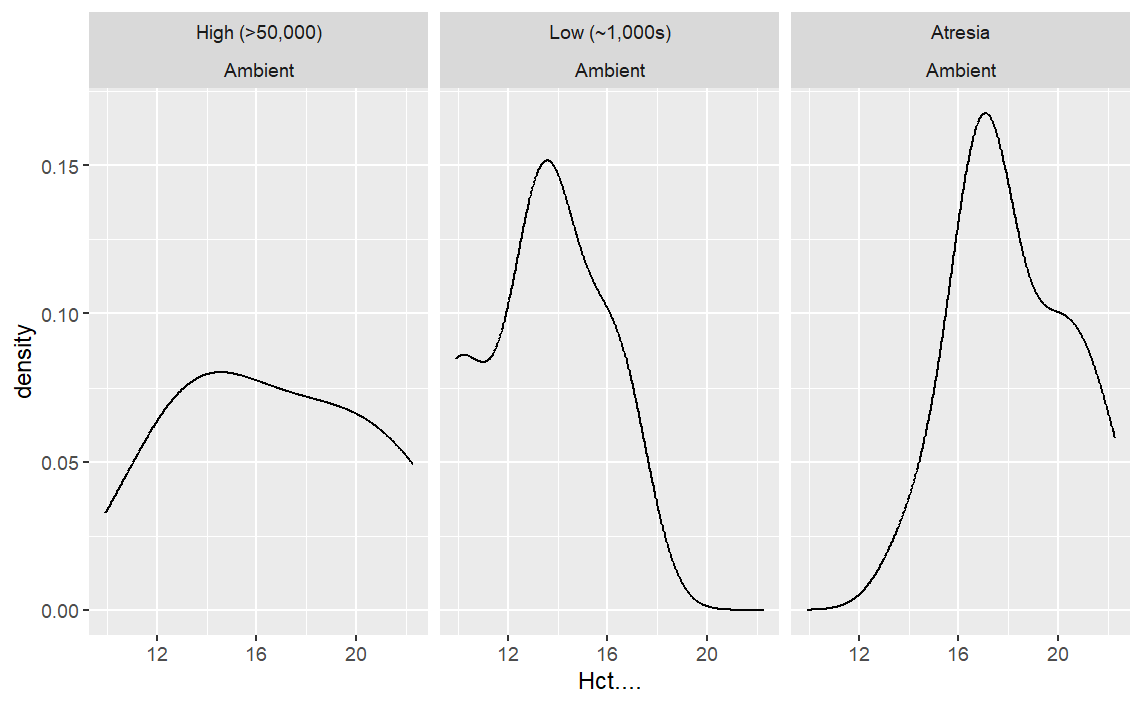 High (>50,000)
Low (~1,000s)
Atresia
Ambient
Ambient
Ambient
0.15
0.10
0.05
0.00
density
12
16
20
12
16
20
12
16
20
Hct....